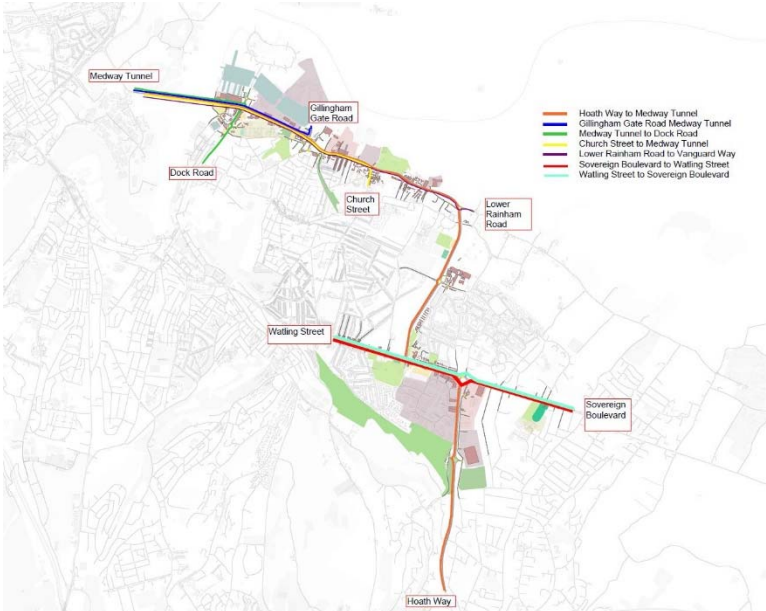 Medway Tunnel
Gillingham
Gate Road
Dock Road
Church
Street
Lower
Rainham
Road
Hoath Way to Medway Tunnel
Gillingham Gate Road Medway Tunnel
Medway Tunnel to Dock Road
Church Street to Medway Tunnel
Lower Rainham Road to Vanguard Way
Sovereign Boulevard to Watling Street
Watling Street to Sovereign Boulevard
Watling Street
Sovereign
Boulevard
Hoath Way